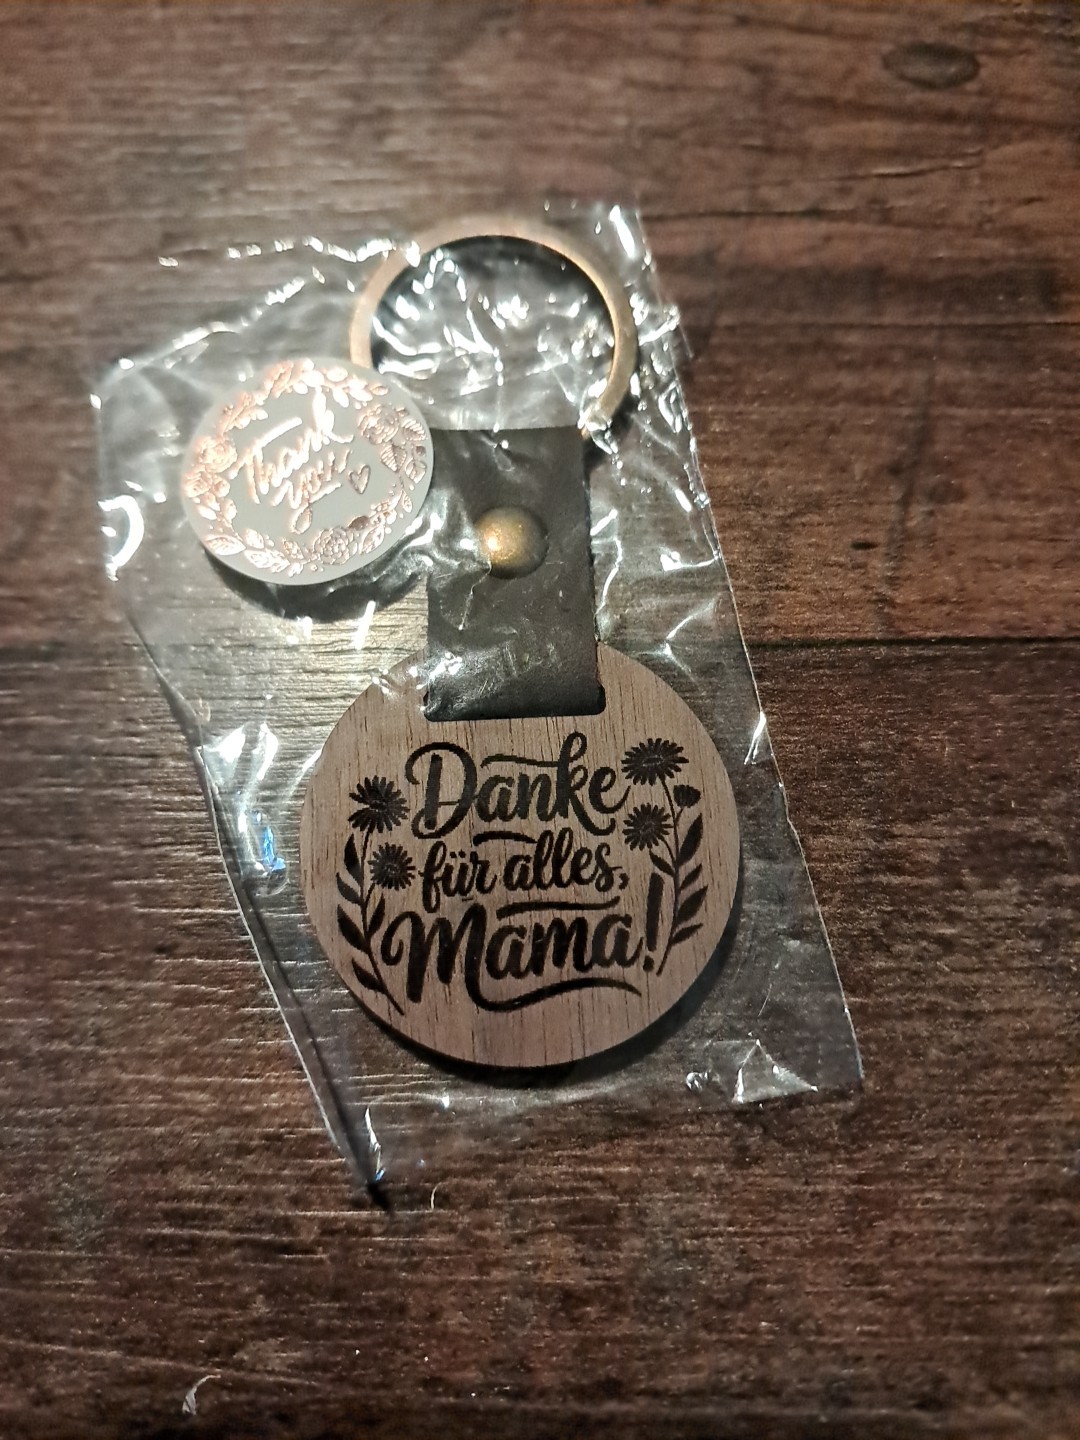 Thank
you
Danke
für alles,
Mama!